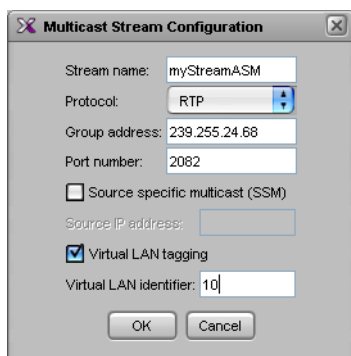 Multicast Stream Configuration
Stream name: myStreamASM
Protocol: RTP
Group address: 239.255.24.68
Port number: 2082
Source specific multicast (SSM)
Source IP address:
Virtual LAN tagging
Virtual LAN identifier: 10
OK Cancel